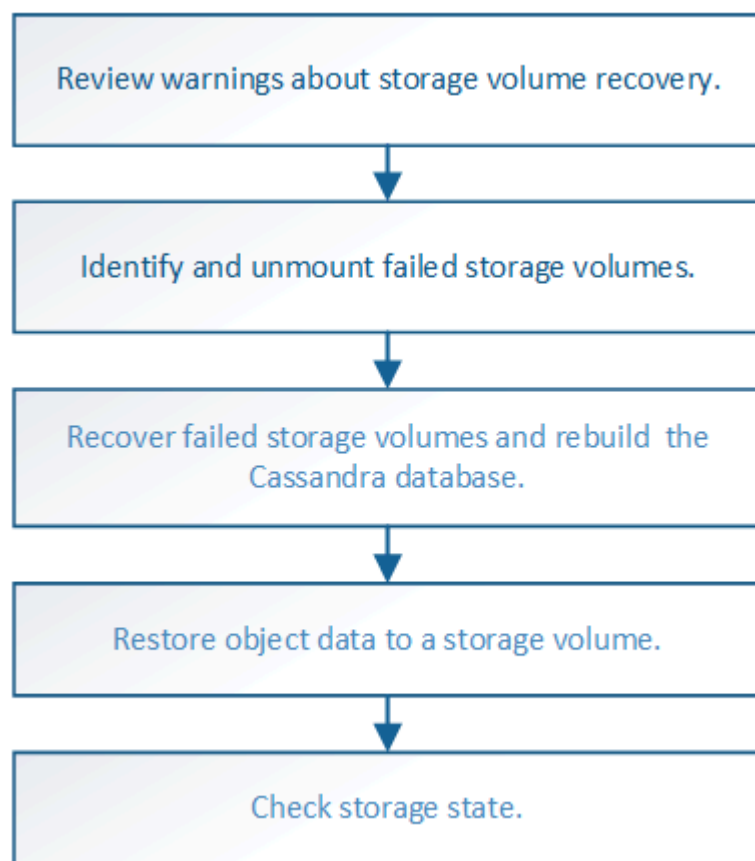 Review warnings about storage volume recovery.
Identify and unmount failed storage volumes.
Recover failed storage volumes and rebuild the
Cassandra database.
Restore object data to a storage volume.
Check storage state.